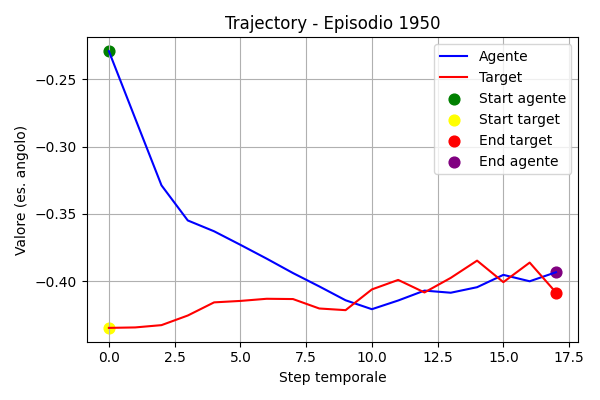 Trajectory - Episodio 1950
Valore (es. angolo)
−0.25
−0.30
−0.35
−0.40
Agente
Target
Start agente
Start target
End target
End agente
0.0 2.5 5.0 7.5 10.0 12.5 15.0 17.5
Step temporale